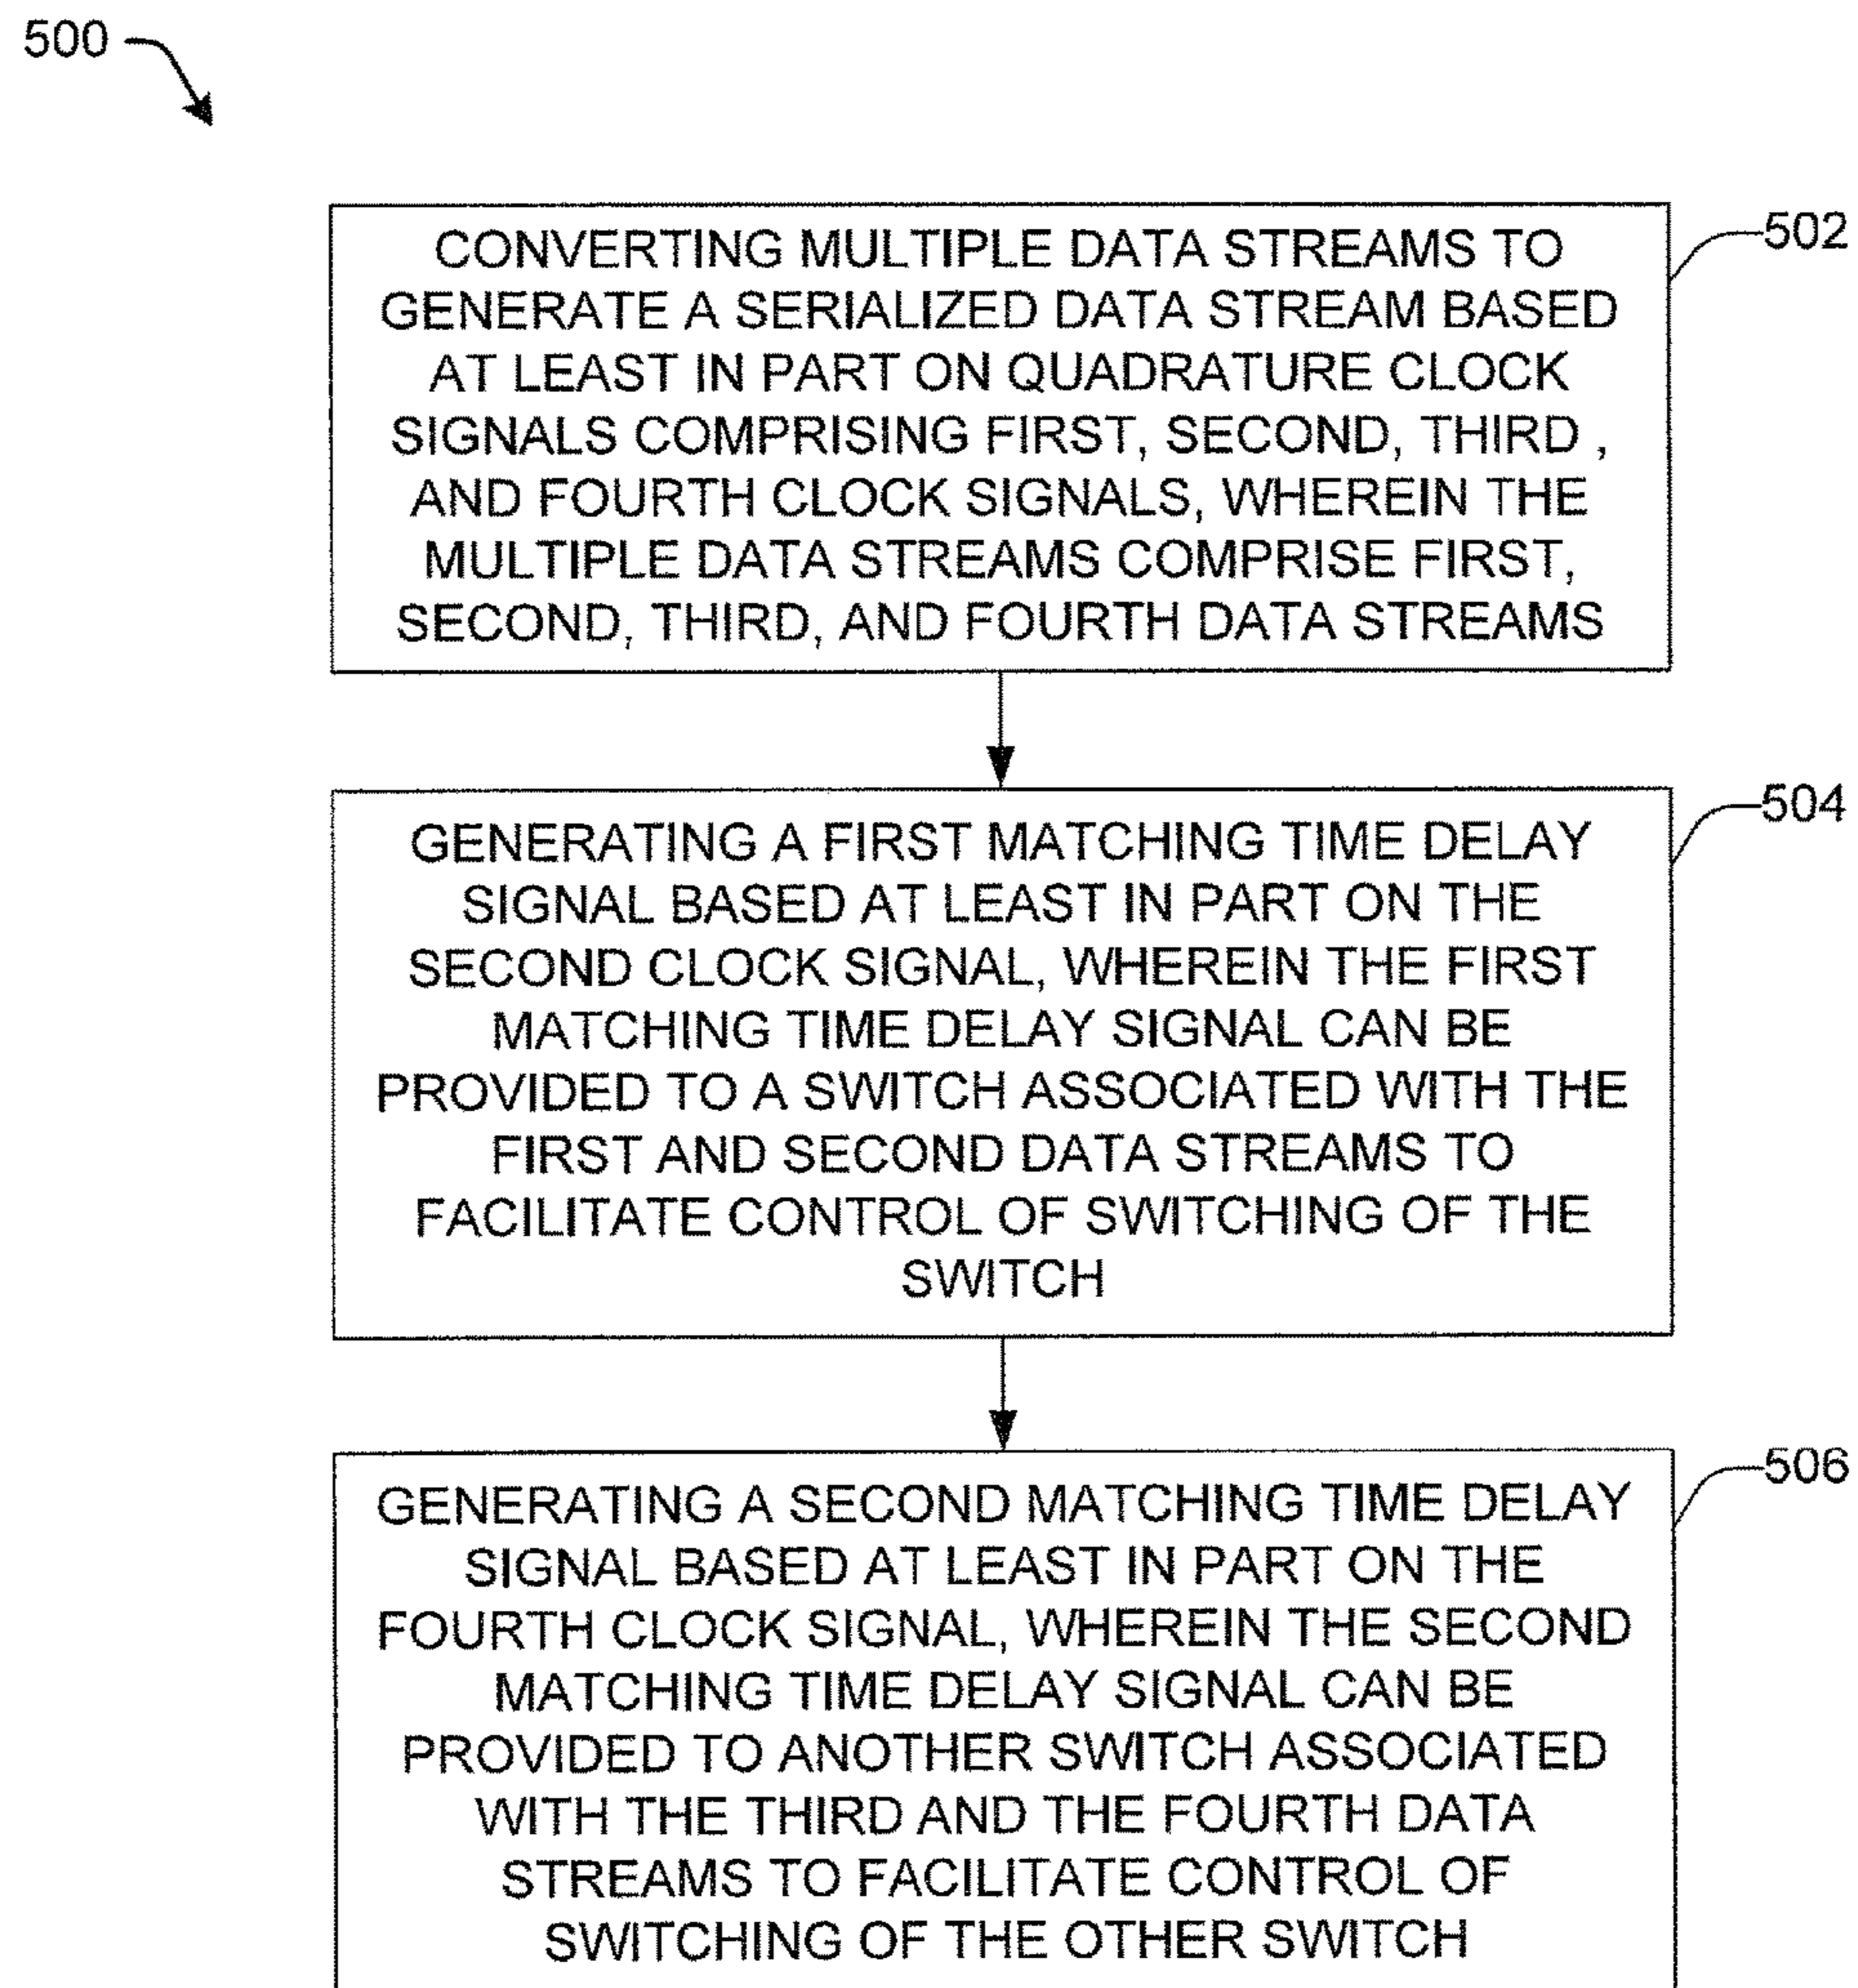 500
502
CONVERTING MULTIPLE DATA STREAMS TO
GENERATE A SERIALIZED DATA STREAM BASED
AT LEAST IN PART ON QUADRATURE CLOCK
SIGNALS COMPRISING FIRST, SECOND, THIRD ,
AND FOURTH CLOCK SIGNALS, WHEREIN THE
MULTIPLE DATA STREAMS COMPRISE FIRST,
SECOND, THIRD, AND FOURTH DATA STREAMS
504
GENERATING A FIRST MATCHING TIME DELAY
SIGNAL BASED AT LEAST IN PART ON THE
SECOND CLOCK SIGNAL, WHEREIN THE FIRST
MATCHING TIME DELAY SIGNAL CAN BE
PROVIDED TO A SWITCH ASSOCIATED WITH THE
FIRST AND SECOND DATA STREAMS TO
FACILITATE CONTROL OF SWITCHING OF THE
SWITCH
506
GENERATING A SECOND MATCHING TIME DELAY
SIGNAL BASED AT LEAST IN PART ON THE
FOURTH CLOCK SIGNAL, WHEREIN THE SECOND
MATCHING TIME DELAY SIGNAL CAN BE
PROVIDED TO ANOTHER SWITCH ASSOCIATED
WITH THE THIRD AND THE FOURTH DATA
STREAMS TO FACILITATE CONTROL OF
SWITCHING OF THE OTHER SWITCH